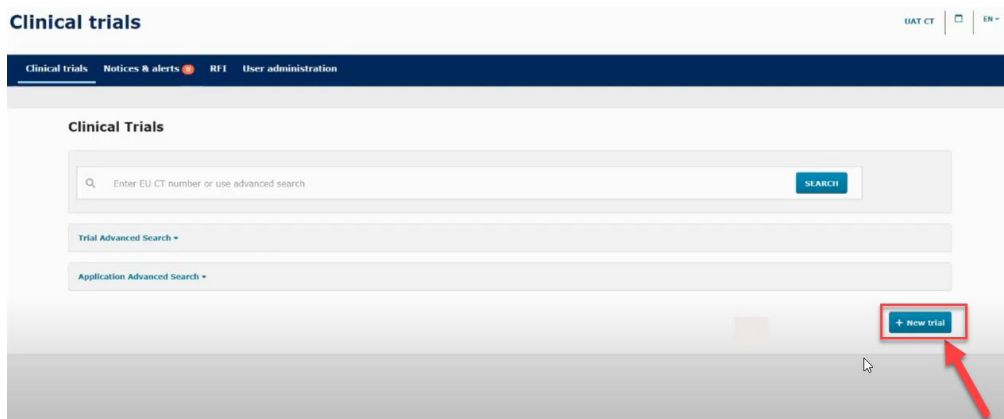 Clinical trials
UAT CT
EN
Clinical trials Notices & alerts RFI User administration
Clinical Trials
Enter EU CT number or use advanced search
SEARCH
Trial Advanced Search
Application Advanced Search
+ New trial